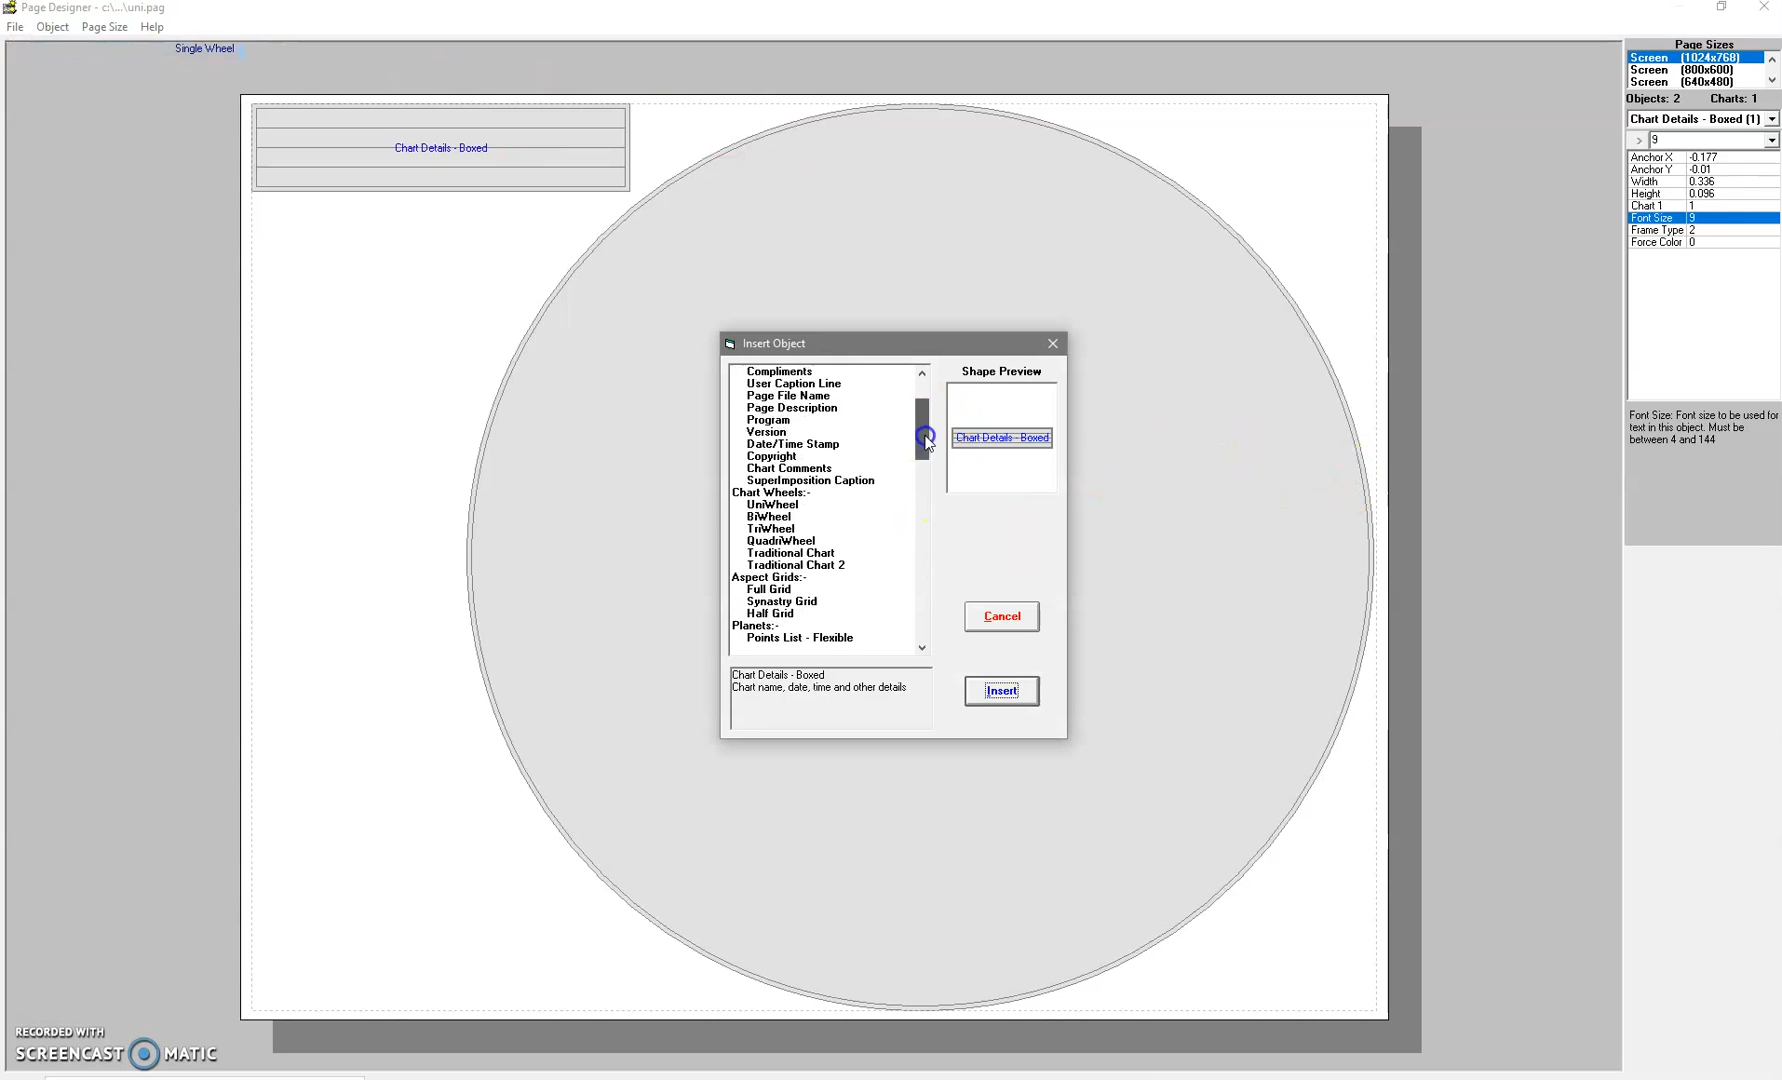 Page Designer - c:\...\uni.pag
File Object Page Size Help
Single Wheel
Chart Details - Boxed
Page Sizes
Screen (1024x768)
Screen (800x600)
Screen (640x480)
Objects: 2 Charts: 1
Chart Details - Boxed (1)
9
Anchor X -0.177
Anchor Y -0.01
Width 0.336
Height 0.096
Chart 1 1
Font Size 9
Frame Type 2
Force Color 0
Font Size: Font size to be used for
text in this object. Must be
between 4 and 144
Insert Object
Compliments
User Caption Line
Page File Name
Page Description
Program
Version
Date/Time Stamp
Copyright
Chart Comments
SuperImposition Caption
Chart Wheels:-
UniWheel
BiWheel
TriWheel
QuadriWheel
Traditional Chart
Traditional Chart 2
Aspect Grids:-
Full Grid
Synastry Grid
Half Grid
Planets:-
Points List - Flexible
Shape Preview
Chart Details - Boxed
Cancel
Insert
Chart Details - Boxed
Chart name, date, time and other details
RECORDED WITH
SCREENCAST MATIC